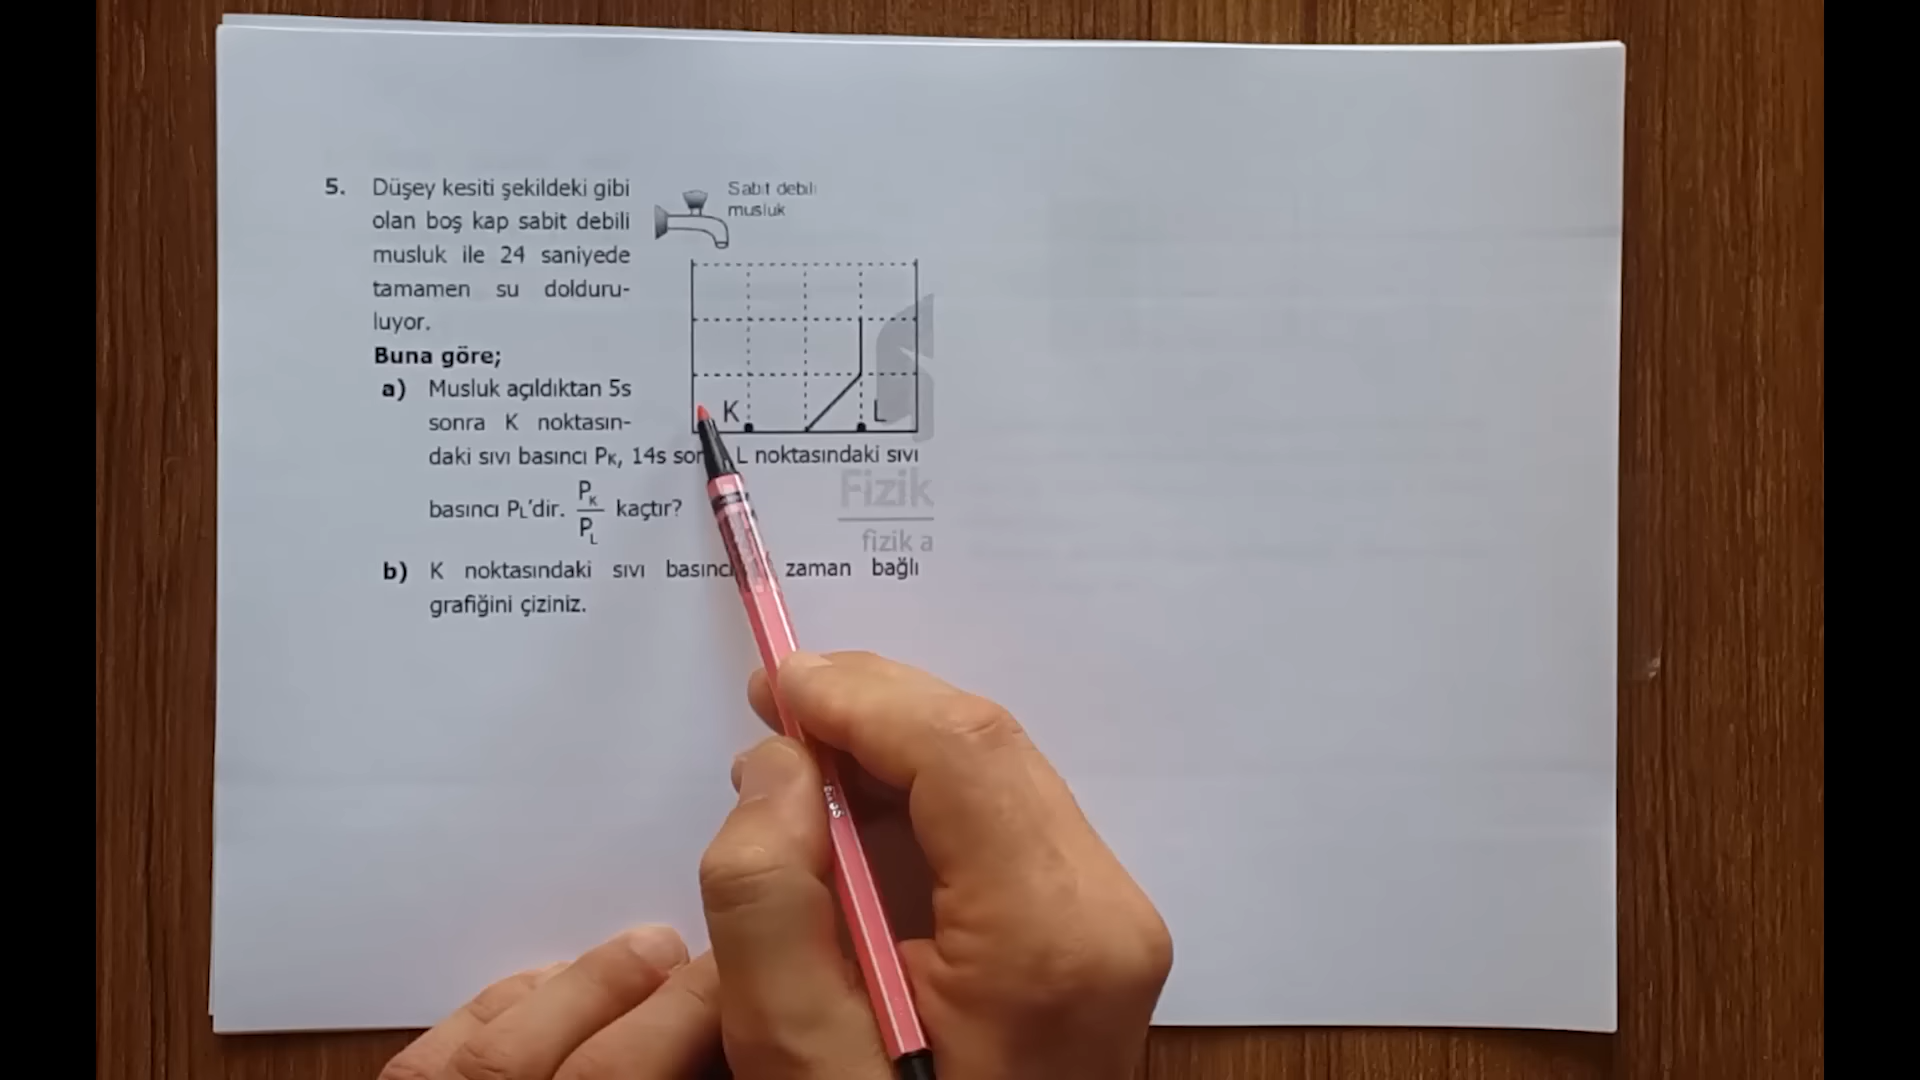 5. Düşey kesiti şekildeki gibi
olan boş kap sabit debili
musluk ile 24 saniyede
tamamen su dolduru-
luyor.
Sabit debili
musluk
Buna göre;
a) Musluk açıldıktan 5s
sonra K noktasın-
daki sıvı basıncı PK, 14s L noktasındaki sıvı
basıncı PL'dir. PK/PL kaçtır?
b) K noktasındaki sıvı basıncı zaman bağlı
grafiğini çiziniz.
K
L
Fizik
fizik a